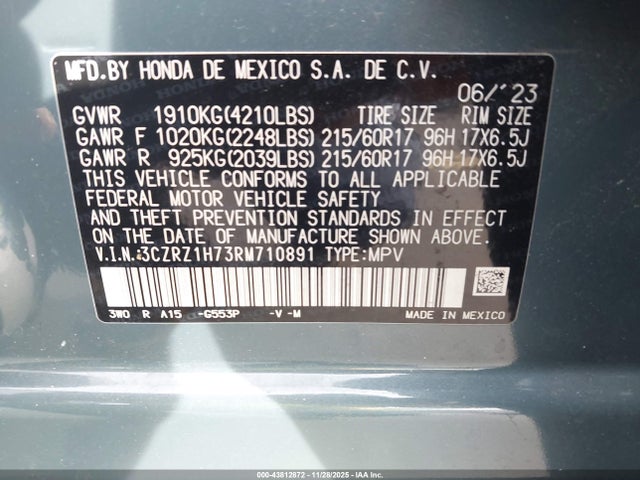 MFD.BY HONDA DE MEXICO S.A. DE C.V.
06/'23
GVWR 1910KG(4210LBS) TIRE SIZE RIM SIZE
GAWR F 1020KG(2248LBS) 215/60R17 96H 17X6.5J
GAWR R 925KG(2039LBS) 215/60R17 96H 17X6.5J
THIS VEHICLE CONFORMS TO ALL APPLICABLE
FEDERAL MOTOR VEHICLE SAFETY
AND THEFT PREVENTION STANDARDS IN EFFECT
ON THE DATE OF MANUFACTURE SHOWN ABOVE.
V.I.N.3CZRZ1H73RM710891 TYPE:MPV
3W0 R A15 -G553P -V -M MADE IN MEXICO
000-43812672 | 11/28/2025 - IAAI, Inc.